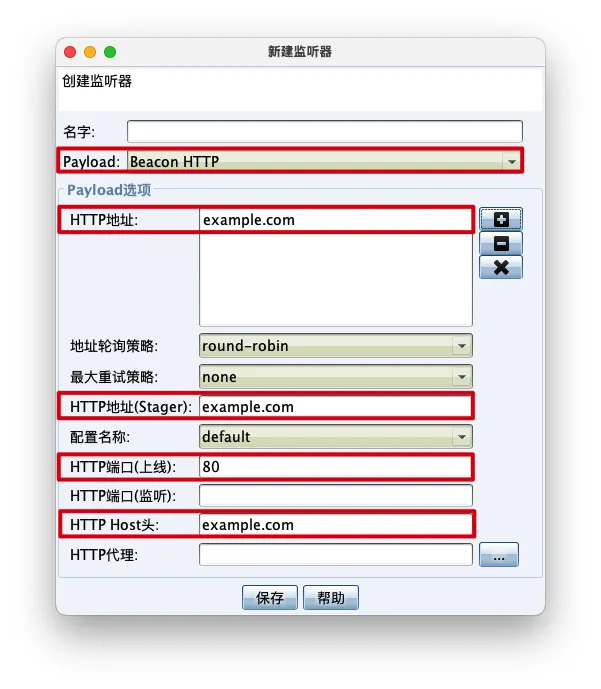 新建监听器
创建监听器
名字:
Payload: Beacon HTTP
Payload选项
HTTP地址: example.com
地址轮询策略: round-robin
最大重试策略: none
HTTP地址(Stager): example.com
配置名称: default
HTTP端口(上线): 80
HTTP端口(监听):
HTTP Host头: example.com
HTTP代理: ...
保存 帮助